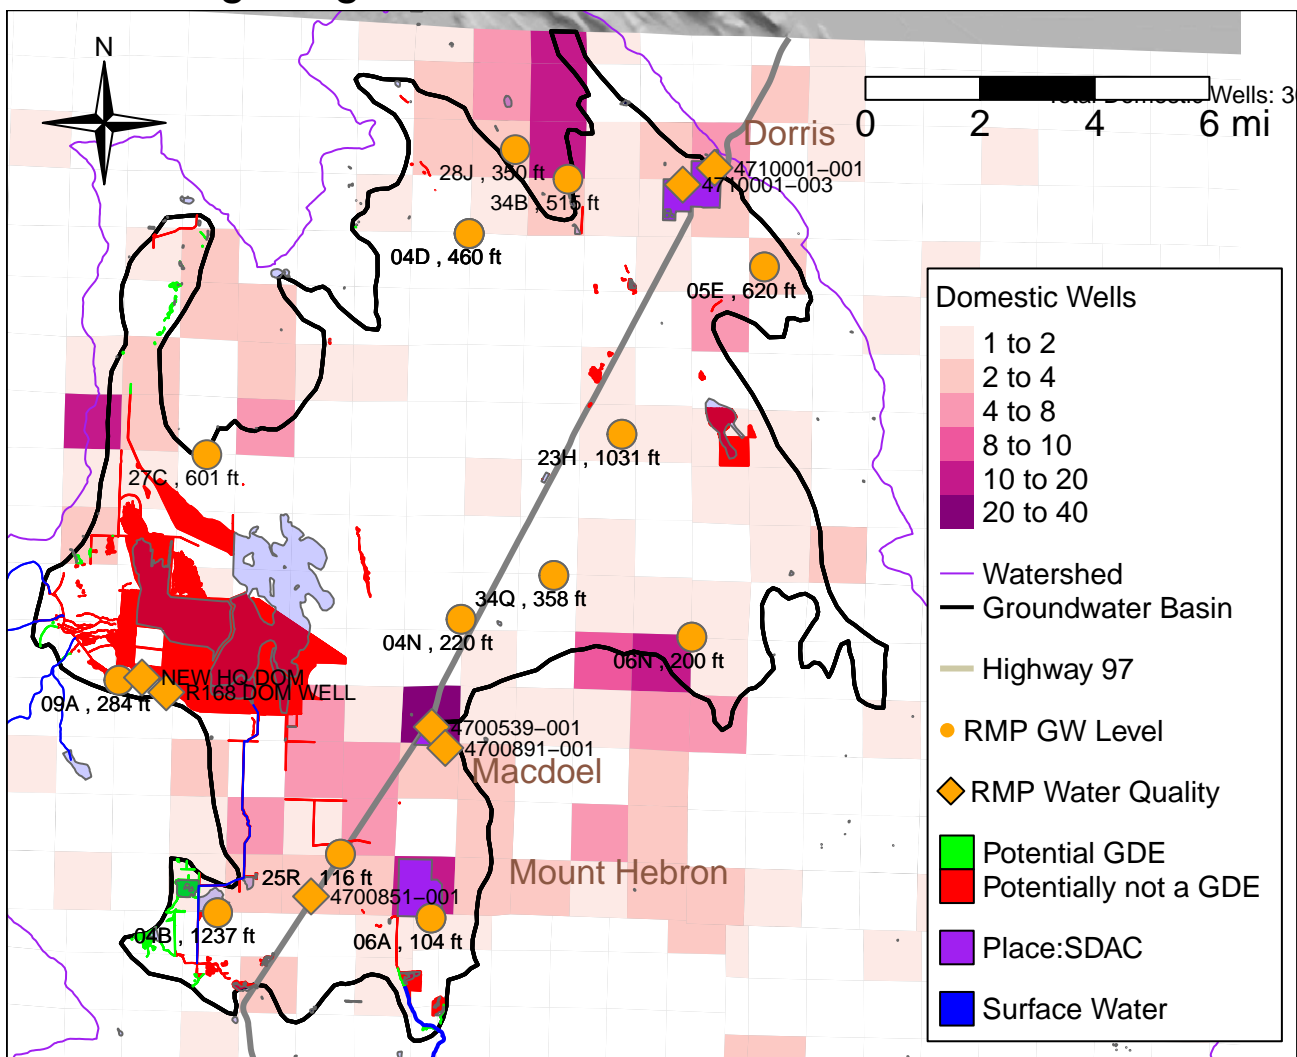 N
Total Domestic Wells: 3
0 2 4 6 mi
Dorris
4710001-001
4710001-003
28J , 350 ft
34B , 515 ft
04D , 460 ft
05E , 620 ft
23H , 1031 ft
27C , 601 ft
34Q , 358 ft
04N , 220 ft
06N , 200 ft
NEW HQ DOM
R168 DOM WELL
09A , 284 ft
4700539-001
4700891-001
Macdoel
Mount Hebron
25R , 116 ft
4700851-001
04B , 1237 ft
06A , 104 ft
Domestic Wells
1 to 2
2 to 4
4 to 8
8 to 10
10 to 20
20 to 40
Watershed
Groundwater Basin
Highway 97
RMP GW Level
RMP Water Quality
Potential GDE
Potentially not a GDE
Place:SDAC
Surface Water